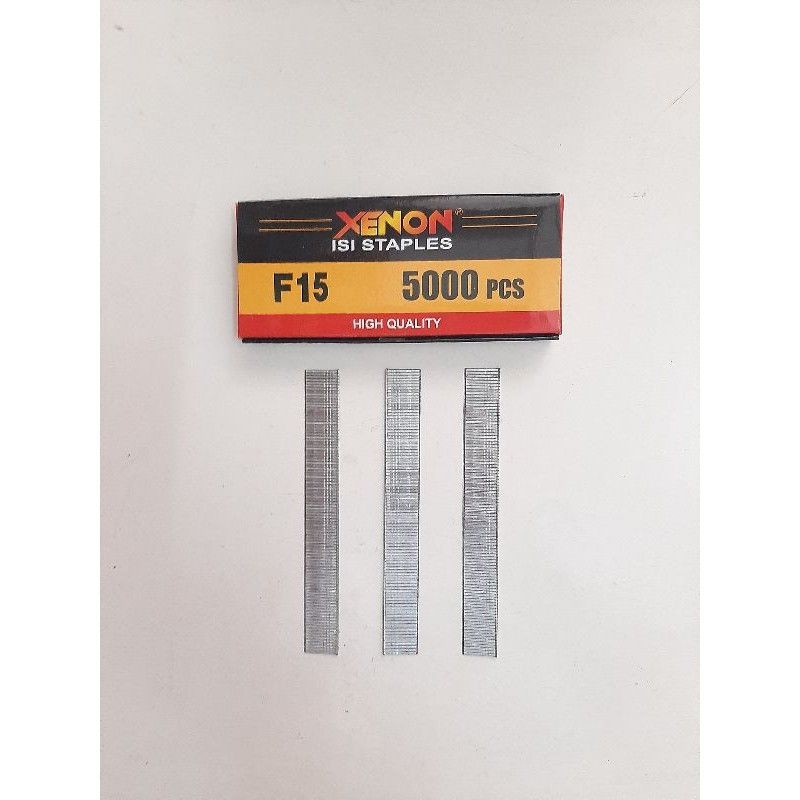 XENON®
ISI STAPLES
F15 5000 PCS
HIGH QUALITY